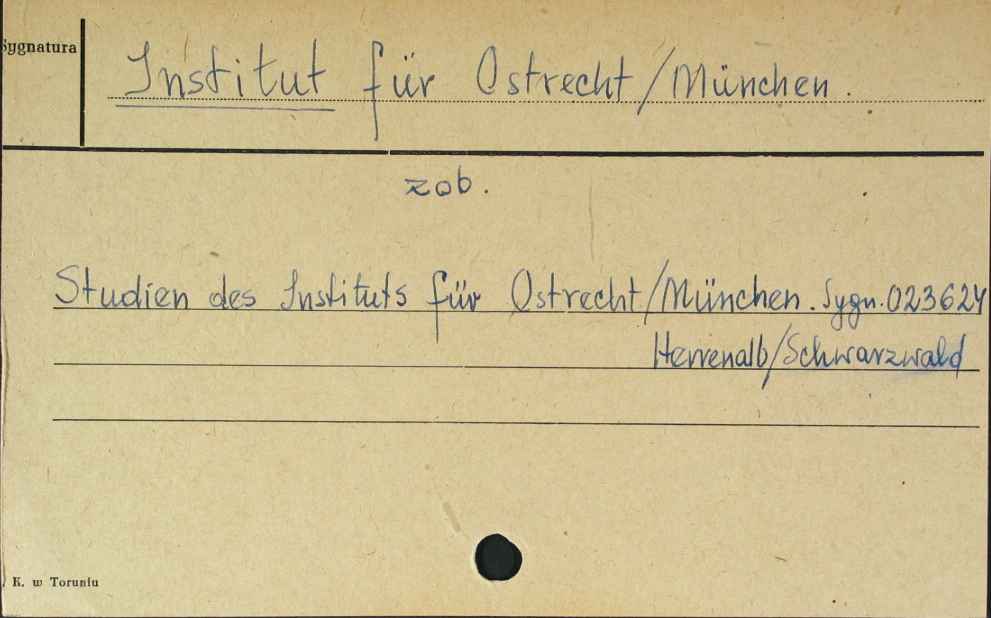 Sygnatura
Institut für Ostrecht/München.
zob.
Studien des Instituts für Ostrecht/München. Sygn. 023624
Herrenalb/Schwarzwald
K. w Toruniu